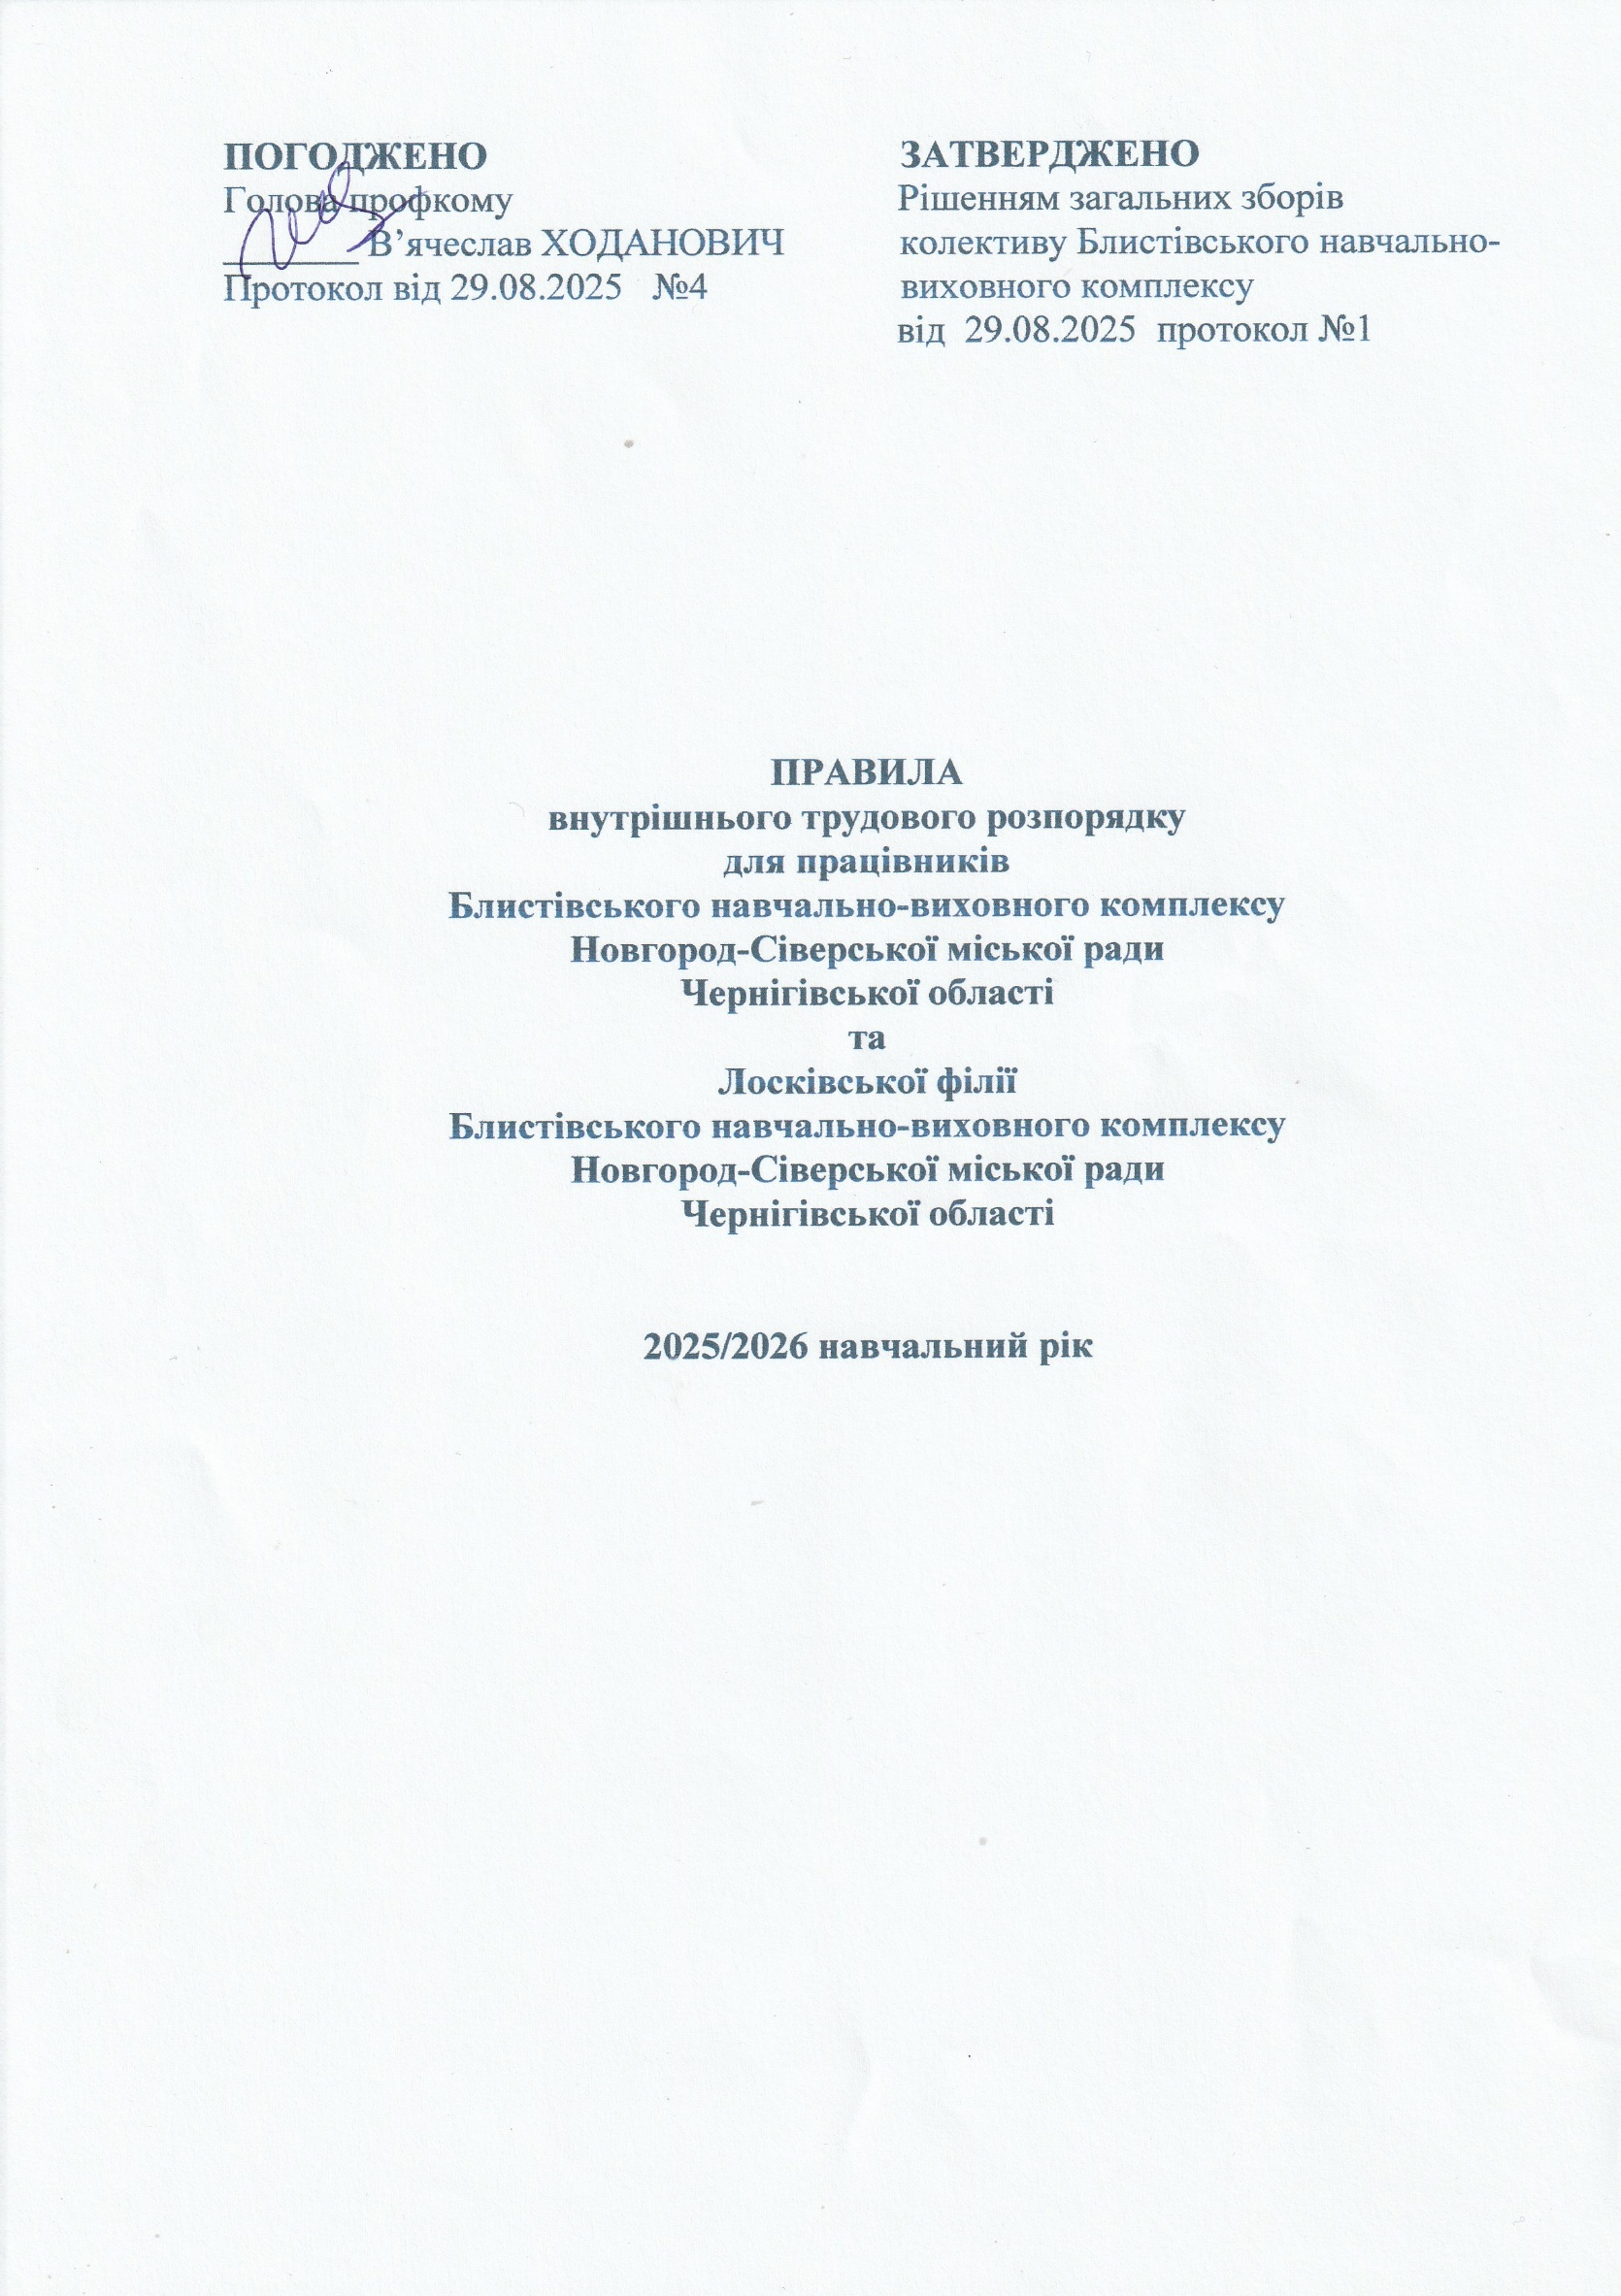 ПОГОДЖЕНО
Голова профкому
________В’ячеслав ХОДАНОВИЧ
Протокол від 29.08.2025 №4
ЗАТВЕРДЖЕНО
Рішенням загальних зборів
колективу Блистівського навчально-
виховного комплексу
від 29.08.2025 протокол №1
ПРАВИЛА
внутрішнього трудового розпорядку
для працівників
Блистівського навчально-виховного комплексу
Новгород-Сіверської міської ради
Чернігівської області
та
Лосківської філії
Блистівського навчально-виховного комплексу
Новгород-Сіверської міської ради
Чернігівської області
2025/2026 навчальний рік